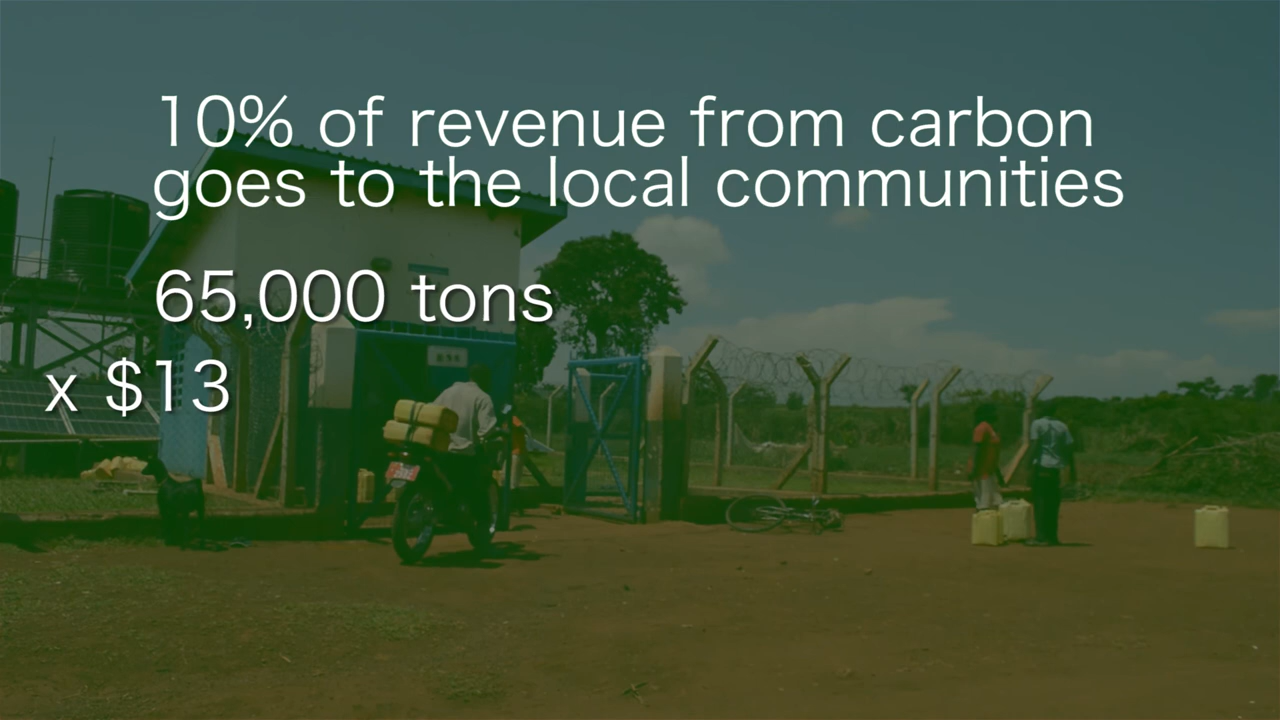 10% of revenue from carbon
goes to the local communities
65,000 tons
x $13